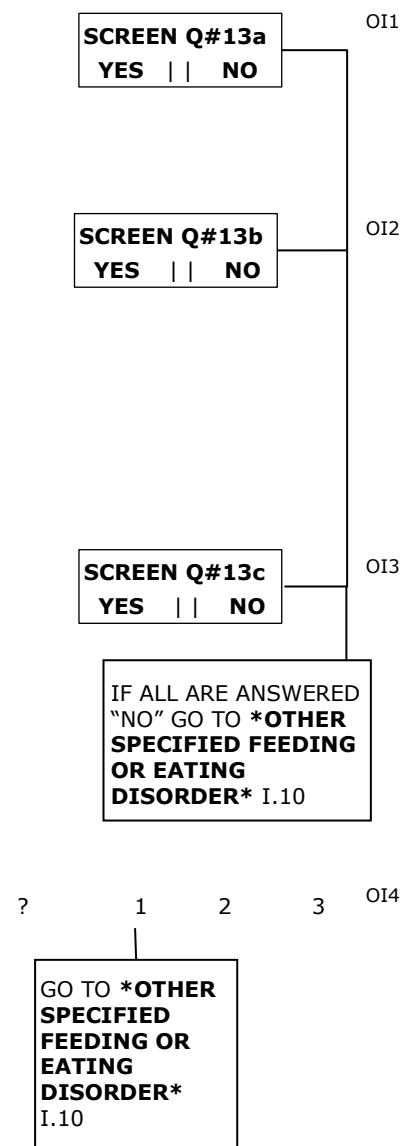 OI1
SCREEN Q#13a
YES | | NO
OI2
SCREEN Q#13b
YES | | NO
OI3
SCREEN Q#13c
YES | | NO
IF ALL ARE ANSWERED
“NO” GO TO *OTHER
SPECIFIED FEEDING
OR EATING
DISORDER* I.10
? 1 2 3 OI4
GO TO *OTHER
SPECIFIED
FEEDING OR
EATING
DISORDER*
I.10